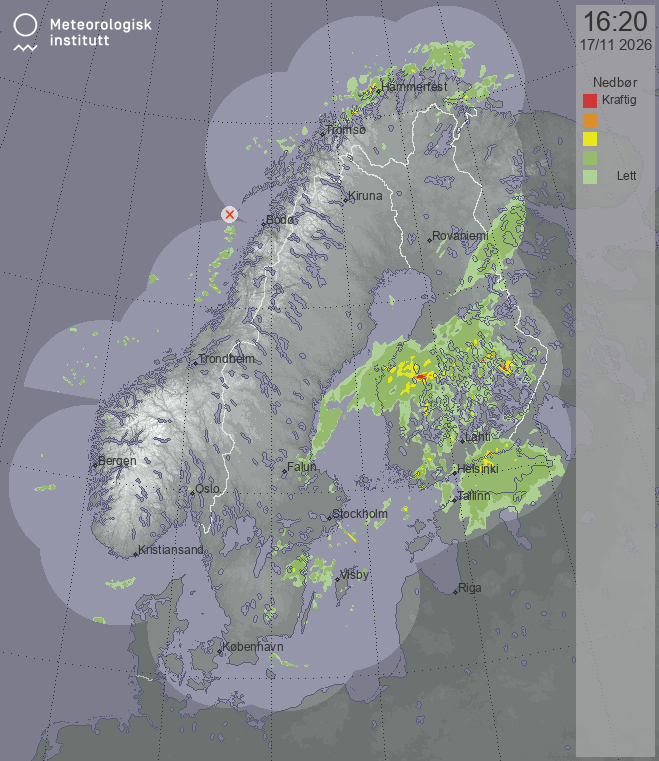 Meteorologisk
institutt
16:20
17/11 2026
Nedbør
Kraftig
Lett
Hammerfest
Tromsø
Kiruna
Bodø
Rovaniemi
Trondheim
Lahti
Bergen
Falun
Helsinki
Oslo
Tallinn
Stockholm
Kristiansand
Visby
Riga
København